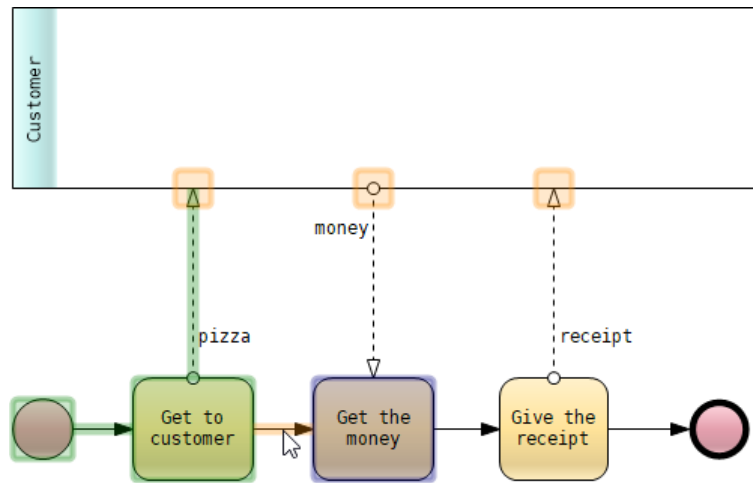 Customer
money
pizza
receipt
Get to
customer
Get the
money
Give the
receipt